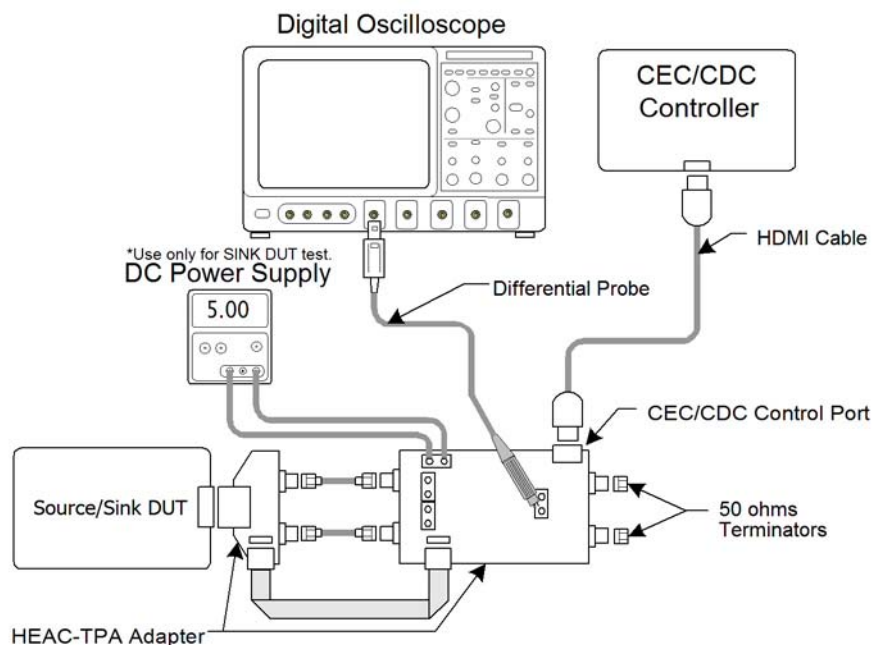 Digital Oscilloscope
CEC/CDC
Controller
HDMI Cable
*Use only for SINK DUT test.
DC Power Supply
5.00
Differential Probe
CEC/CDC Control Port
Source/Sink DUT
50 ohms
Terminators
HEAC-TPA Adapter